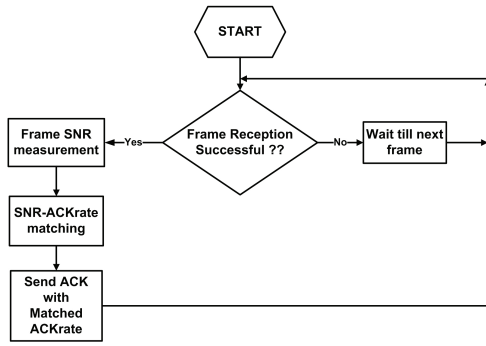 START
Frame Reception
Successful ??
Yes
No
Frame SNR
measurement
Wait till next
frame
SNR-ACKrate
matching
Send ACK
with
Matched
ACKrate